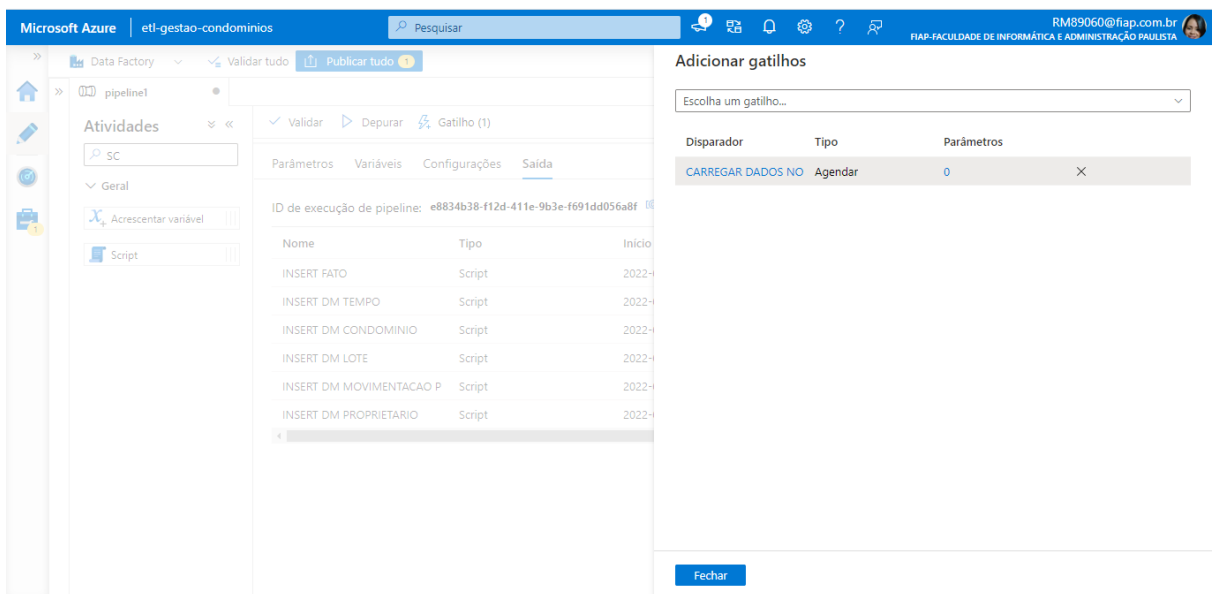 Microsoft Azure etl-gestao-condominios Pesquisar 1 RM89060@fiap.com.br
FIAP-FACULDADE DE INFORMÁTICA E ADMINISTRAÇÃO PAULISTA
Data Factory Validar tudo Publicar tudo 1
pipeline1
Atividades
SC
Geral
Acrescentar variável
Script
1
Validar Depurar Gatilho (1)
Parâmetros Variáveis Configurações Saída
ID de execução de pipeline: e8834b38-f12d-411e-9b3e-f691dd056a8f
Nome Tipo Início
INSERT FATO Script 2022-
INSERT DM TEMPO Script 2022-
INSERT DM CONDOMINIO Script 2022-
INSERT DM LOTE Script 2022-
INSERT DM MOVIMENTACAO P Script 2022-
INSERT DM PROPRIETARIO Script 2022-
Adicionar gatilhos
Escolha um gatilho...
Disparador Tipo Parâmetros
CARREGAR DADOS NO Agendar 0
Fechar